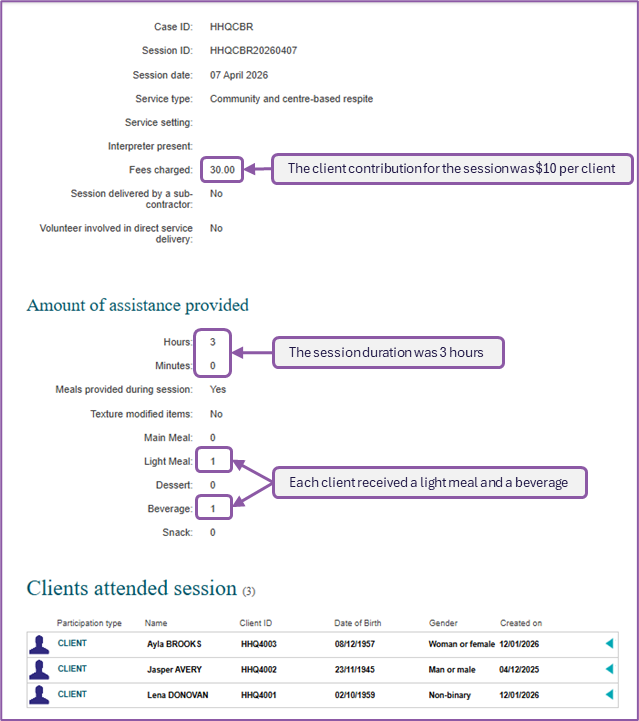 Case ID: HHQCBR
Session ID: HHQCBR20260407
Session date: 07 April 2026
Service type: Community and centre-based respite
Service setting:
Interpreter present:
Fees charged: 30.00
The client contribution for the session was $10 per client
Session delivered by a sub-
contractor:
No
Volunteer involved in direct service
delivery:
No
Amount of assistance provided
Hours: 3
The session duration was 3 hours
Minutes: 0
Meals provided during session: Yes
Texture modified items: No
Main Meal: 0
Light Meal: 1
Each client received a light meal and a beverage
Dessert: 0
Beverage: 1
Snack: 0
Clients attended session (3)
Participation type Name Client ID Date of Birth Gender Created on
CLIENT Ayla BROOKS HHQ4003 08/12/1957 Woman or female 12/01/2026
CLIENT Jasper AVERY HHQ4002 23/11/1945 Man or male 04/12/2025
CLIENT Lena DONOVAN HHQ4001 02/10/1959 Non-binary 12/01/2026